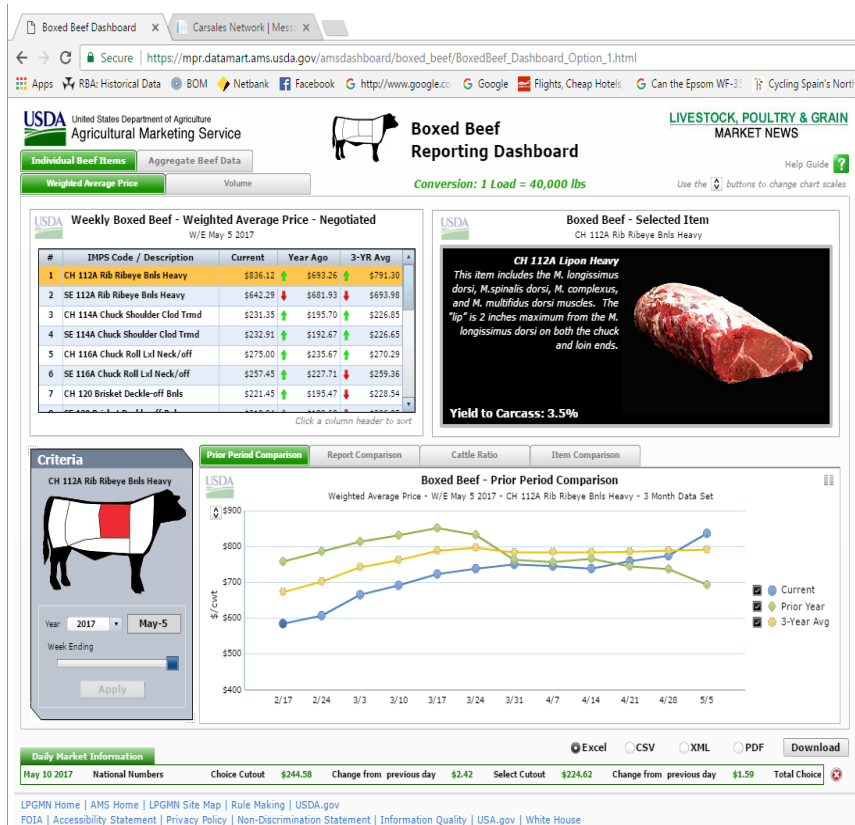 Boxed Beef Dashboard
Carsales Network | Mess
Secure | https://mpr.datamart.ams.usda.gov/amsdashboard/boxed_beef/BoxedBeef_Dashboard_Option_1.html
Apps RBA: Historical Data BOM Netbank Facebook http://www.google.co Google Flights, Cheap Hotels, Can the Epsom WF-3 Cycling Spain's Nort
USDA United States Department of Agriculture
Agricultural Marketing Service
Boxed Beef
Reporting Dashboard
LIVESTOCK, POULTRY & GRAIN
MARKET NEWS
Individual Beef Items Aggregate Beef Data
Help Guide ?
Weighted Average Price Volume
Conversion: 1 Load = 40,000 lbs
Use the buttons to change chart scales
USDA
Weekly Boxed Beef - Weighted Average Price - Negotiated
W/E May 5 2017
# IMPS Code / Description Current Year Ago 3-YR Avg
1 CH 112A Rib Ribeye Bnls Heavy $836.12 $693.26 $791.30
2 SE 112A Rib Ribeye Bnls Heavy $642.29 $681.93 $693.98
3 CH 114A Chuck Shoulder Clod Trmd $231.35 $195.70 $226.85
4 SE 114A Chuck Shoulder Clod Trmd $232.91 $192.67 $226.65
5 CH 116A Chuck Roll Lxl Neck/off $275.00 $235.67 $270.29
6 SE 116A Chuck Roll Lxl Neck/off $257.45 $227.71 $259.36
7 CH 120 Brisket Deckle-off Bnls $221.45 $195.47 $228.54
Click a column header to sort
USDA
Boxed Beef - Selected Item
CH 112A Rib Ribeye Bnls Heavy
CH 112A Lipon Heavy
This item includes the M. longissimus
dorsi, M.spinalis dorsi, M. complexus,
and M. multifidus dorsi muscles. The
"lip" is 2 inches maximum from the M.
longissimus dorsi on both the chuck
and loin ends.
Yield to Carcass: 3.5%
Criteria
CH 112A Rib Ribeye Bnls Heavy
Year 2017 May-5
Week Ending
Apply
Prior Period Comparison Report Comparison Cattle Ratio Item Comparison
USDA
Boxed Beef - Prior Period Comparison
Weighted Average Price - W/E May 5 2017 - CH 112A Rib Ribeye Bnls Heavy - 3 Month Data Set
$900
$800
$700
$600
$500
$400
$/cwt
2/17 2/24 3/3 3/10 3/17 3/24 3/31 4/7 4/14 4/21 4/28 5/5
Current
Prior Year
3-Year Avg
Excel CSV XML PDF Download
Daily Market Information
May 10 2017 National Numbers Choice Cutout $244.58 Change from previous day $2.42 Select Cutout $224.62 Change from previous day $1.59 Total Choice
LPGMN Home | AMS Home | LPGMN Site Map | Rule Making | USDA.gov
FOIA | Accessibility Statement | Privacy Policy | Non-Discrimination Statement | Information Quality | USA.gov | White House